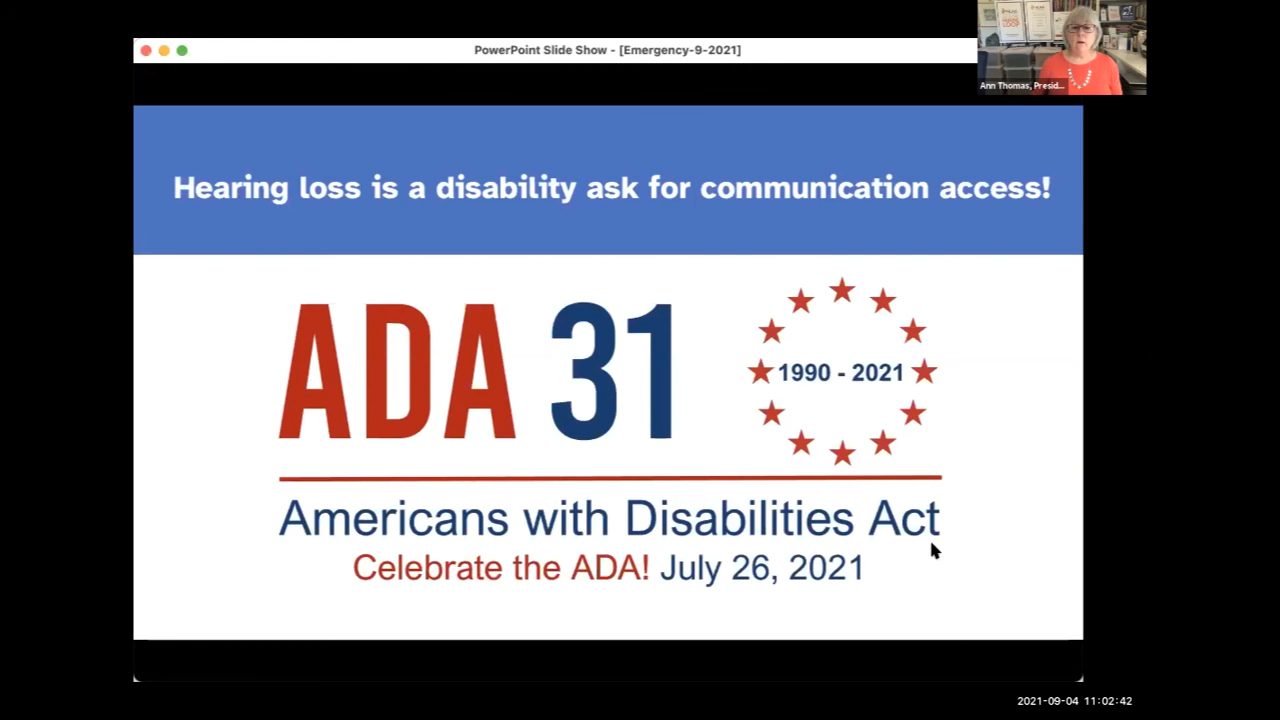 PowerPoint Slide Show - [Emergency-9-2021]
Ann Thomas, Presid...
Hearing loss is a disability ask for communication access!
ADA 31
1990 - 2021
Americans with Disabilities Act
Celebrate the ADA! July 26, 2021
2021-09-04 11:02:42